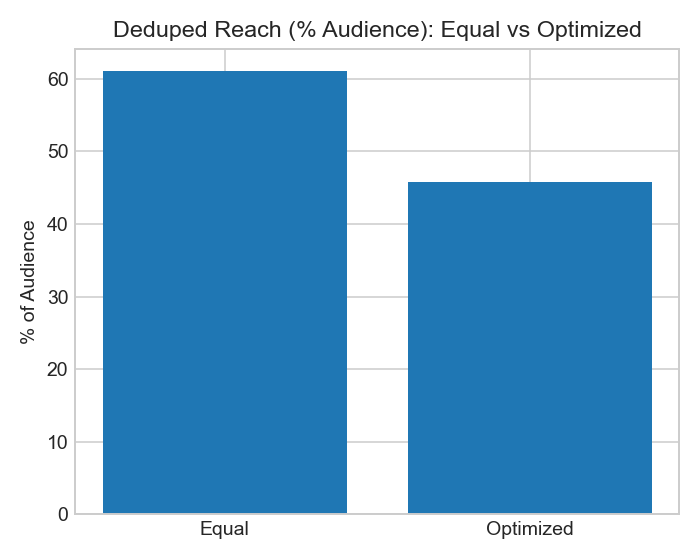 Deduped Reach (% Audience): Equal vs Optimized
% of Audience
60
50
40
30
20
10
0
Equal Optimized